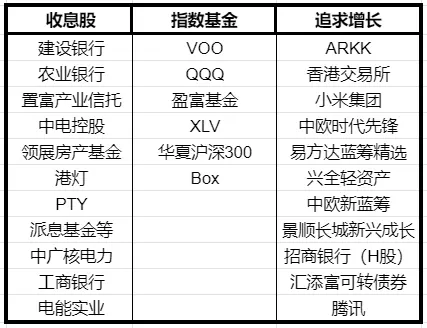 收息股 指数基金 追求增长
建设银行 VOO ARKK
农业银行 QQQ 香港交易所
置富产业信托 盈富基金 小米集团
中电控股 XLV 中欧时代先锋
领展房产基金 华夏沪深300 易方达蓝筹精选
港灯 Box 兴全轻资产
PTY 中欧新蓝筹
派息基金等 景顺长城新兴成长
中广核电力 招商银行（H股）
工商银行 汇添富可转债券
电能实业 腾讯